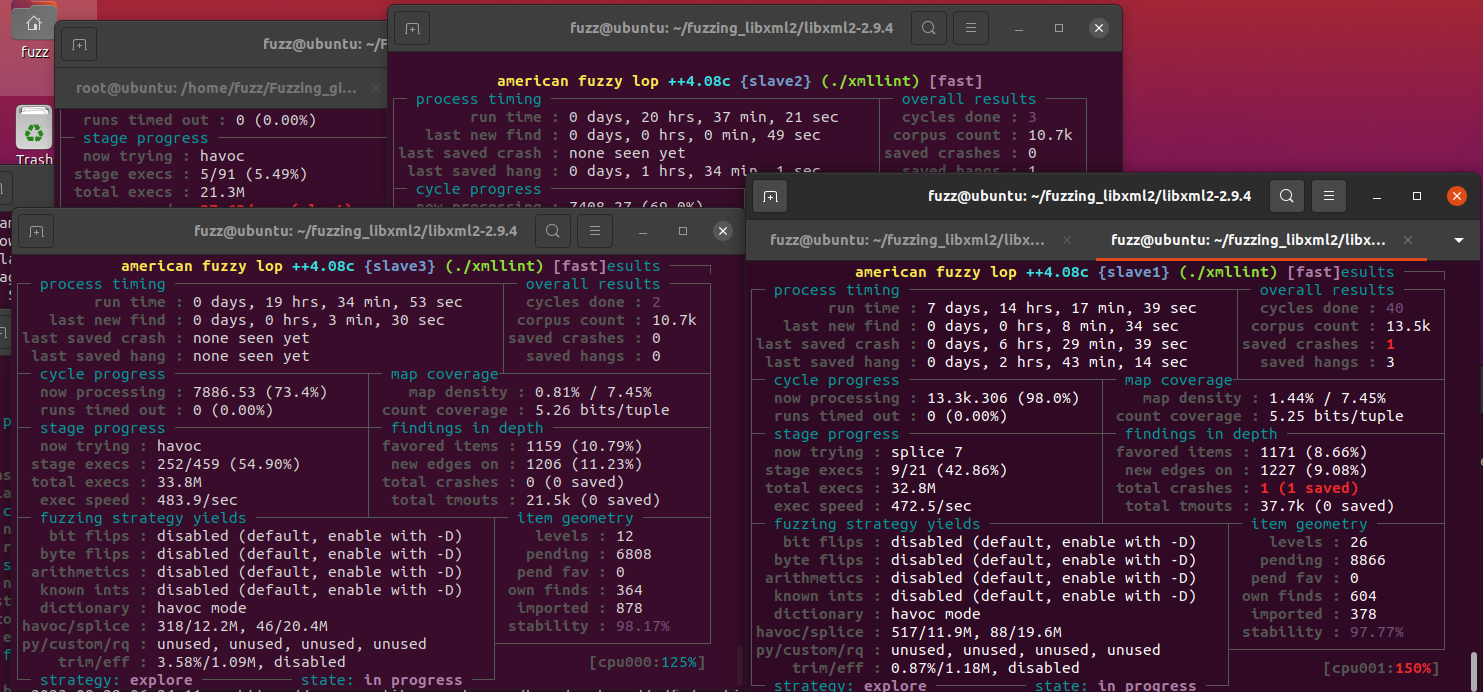 fuzz
Trash
fuzz@ubuntu: ~/F
root@ubuntu: /home/fuzz/Fuzzing_gi...
runs timed out : 0 (0.00%)
stage progress
now trying : havoc
stage execs : 5/91 (5.49%)
total execs : 21.3M
fuzz@ubuntu: ~/fuzzing_libxml2/libxml2-2.9.4
american fuzzy lop ++4.08c {slave2} (./xmllint) [fast]
process timing overall results
run time : 0 days, 20 hrs, 37 min, 21 sec cycles done : 3
last new find : 0 days, 0 hrs, 0 min, 49 sec corpus count : 10.7k
last saved crash : none seen yet saved crashes : 0
last saved hang : 0 days, 1 hrs, 34 min, 1 sec saved hangs : 1
cycle progress
now processing : 7408.27 (69.0%)
fuzz@ubuntu: ~/fuzzing_libxml2/libxml2-2.9.4
american fuzzy lop ++4.08c {slave3} (./xmllint) [fast]esults
process timing overall results
run time : 0 days, 19 hrs, 34 min, 53 sec cycles done : 2
last new find : 0 days, 0 hrs, 3 min, 30 sec corpus count : 10.7k
last saved crash : none seen yet saved crashes : 0
last saved hang : none seen yet saved hangs : 0
cycle progress map coverage
now processing : 7886.53 (73.4%) map density : 0.81% / 7.45%
runs timed out : 0 (0.00%) count coverage : 5.26 bits/tuple
stage progress findings in depth
now trying : havoc favored items : 1159 (10.79%)
stage execs : 252/459 (54.90%) new edges on : 1206 (11.23%)
total execs : 33.8M total crashes : 0 (0 saved)
exec speed : 483.9/sec total tmouts : 21.5k (0 saved)
fuzzing strategy yields item geometry
bit flips : disabled (default, enable with -D) levels : 12
byte flips : disabled (default, enable with -D) pending : 6808
arithmetics : disabled (default, enable with -D) pend fav : 0
known ints : disabled (default, enable with -D) own finds : 364
dictionary : havoc mode imported : 878
havoc/splice : 318/12.2M, 46/20.4M stability : 98.17%
py/custom/rq : unused, unused, unused, unused
trim/eff : 3.58%/1.09M, disabled [cpu000:125%]
strategy: explore state: in progress
fuzz@ubuntu: ~/fuzzing_libxml2/libxml2-2.9.4
fuzz@ubuntu: ~/fuzzing_libxml2/libx... fuzz@ubuntu: ~/fuzzing_libxml2/libx...
american fuzzy lop ++4.08c {slave1} (./xmllint) [fast]esults
process timing overall results
run time : 7 days, 14 hrs, 17 min, 39 sec cycles done : 40
last new find : 0 days, 0 hrs, 8 min, 34 sec corpus count : 13.5k
last saved crash : 0 days, 6 hrs, 29 min, 39 sec saved crashes : 1
last saved hang : 0 days, 2 hrs, 43 min, 14 sec saved hangs : 3
cycle progress map coverage
now processing : 13.3k.306 (98.0%) map density : 1.44% / 7.45%
runs timed out : 0 (0.00%) count coverage : 5.25 bits/tuple
stage progress findings in depth
now trying : splice 7 favored items : 1171 (8.66%)
stage execs : 9/21 (42.86%) new edges on : 1227 (9.08%)
total execs : 32.8M total crashes : 1 (1 saved)
exec speed : 472.5/sec total tmouts : 37.7k (0 saved)
fuzzing strategy yields item geometry
bit flips : disabled (default, enable with -D) levels : 26
byte flips : disabled (default, enable with -D) pending : 8866
arithmetics : disabled (default, enable with -D) pend fav : 0
known ints : disabled (default, enable with -D) own finds : 604
dictionary : havoc mode imported : 378
havoc/splice : 517/11.9M, 88/19.6M stability : 97.77%
py/custom/rq : unused, unused, unused, unused
trim/eff : 0.87%/1.18M, disabled [cpu001:150%]
strategy: explore state: in progress